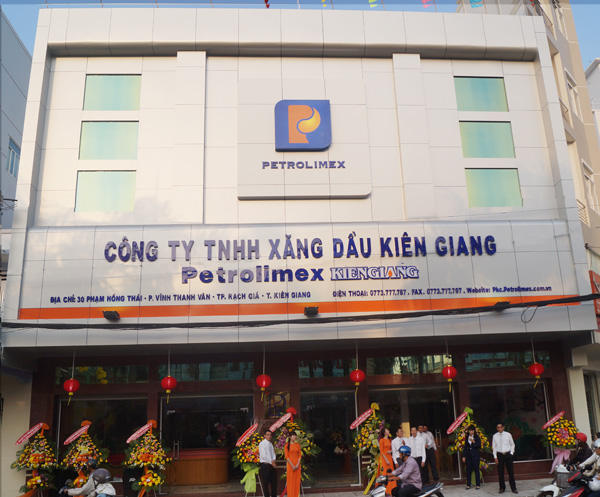 PETROLIMEX
CÔNG TY TNHH XĂNG DẦU KIÊN GIANG
Petrolimex KIENGIANG
ĐỊA CHỈ: 30 PHẠM HỒNG THÁI - P. VĨNH THANH VÂN - TP. RẠCH GIÁ - T. KIÊN GIANG
ĐIỆN THOẠI: 0773.777.787 . FAX. 0773.777.797 . Website: Pkc.Petrolimex.com.vn